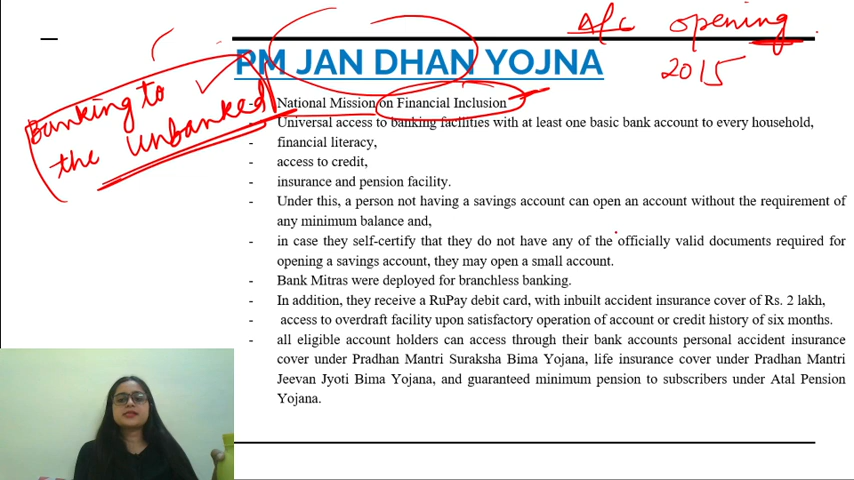 A/c opening
2015
PM JAN DHAN YOJNA
Banking to
the unbanked
- National Mission on Financial Inclusion
- Universal access to banking facilities with at least one basic bank account to every household,
- financial literacy,
- access to credit,
- insurance and pension facility.
- Under this, a person not having a savings account can open an account without the requirement of
any minimum balance and,
- in case they self-certify that they do not have any of the officially valid documents required for
opening a savings account, they may open a small account.
- Bank Mitras were deployed for branchless banking.
- In addition, they receive a RuPay debit card, with inbuilt accident insurance cover of Rs. 2 lakh,
- access to overdraft facility upon satisfactory operation of account or credit history of six months.
- all eligible account holders can access through their bank accounts personal accident insurance
cover under Pradhan Mantri Suraksha Bima Yojana, life insurance cover under Pradhan Mantri
Jeevan Jyoti Bima Yojana, and guaranteed minimum pension to subscribers under Atal Pension
Yojana.